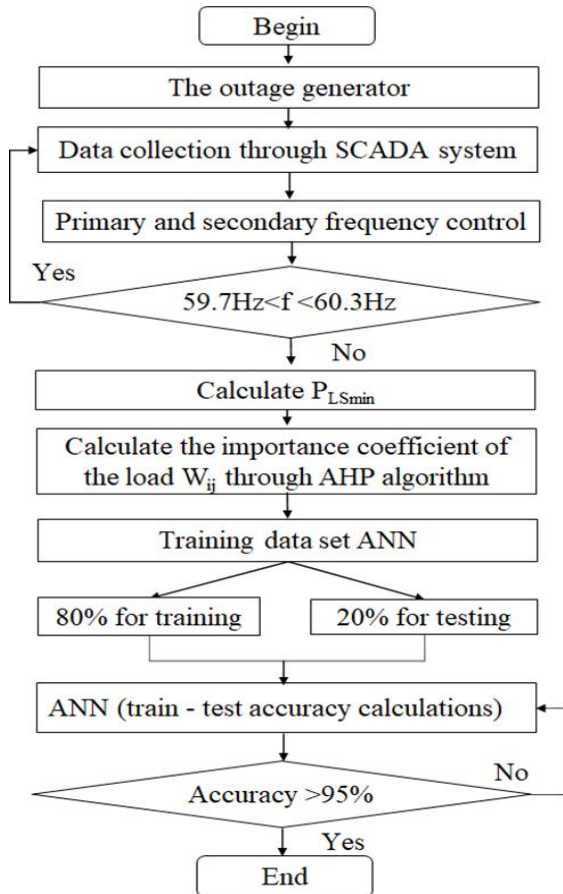 Begin
The outage generator
Data collection through SCADA system
Primary and secondary frequency control
Yes
59.7Hz<f <60.3Hz
No
Calculate P_LSmin
Calculate the importance coefficient of
the load W_ij through AHP algorithm
Training data set ANN
80% for training
20% for testing
ANN (train - test accuracy calculations)
No
Accuracy >95%
Yes
End